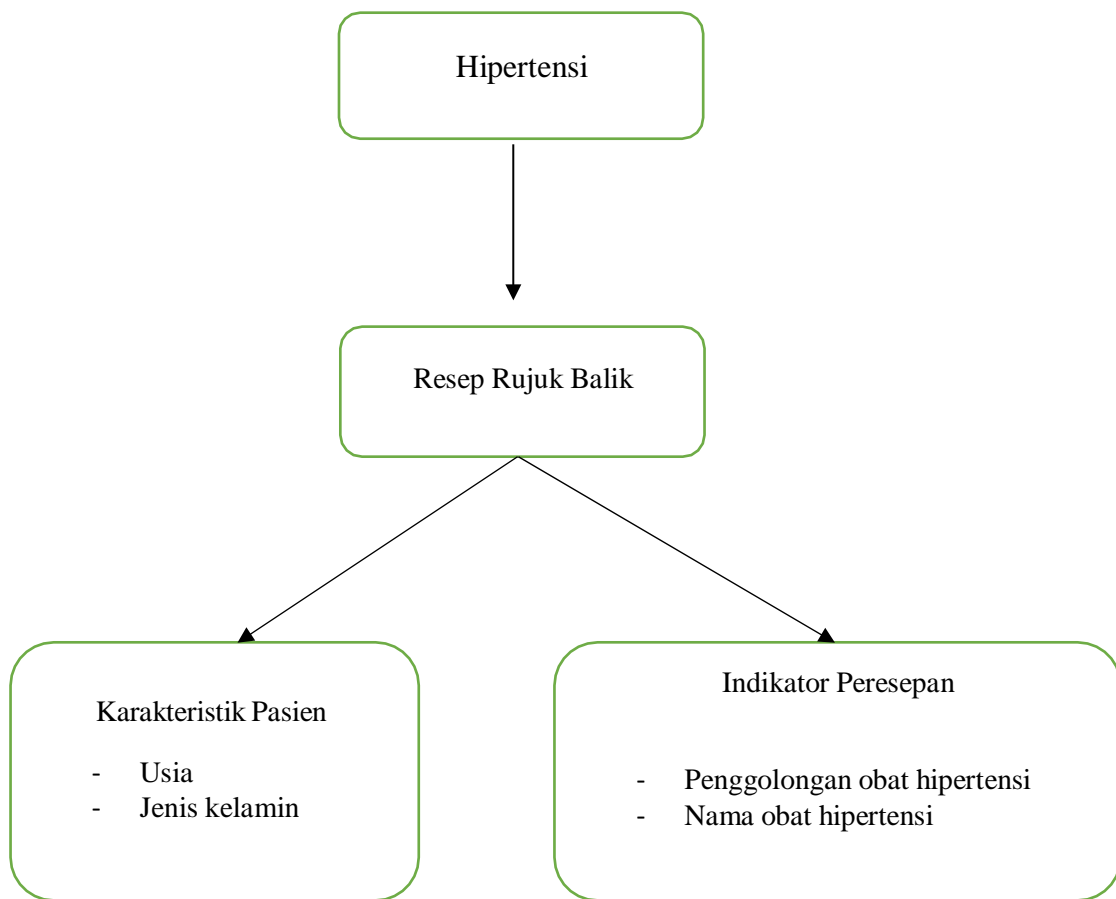 Hipertensi
Resep Rujuk Balik
Karakteristik Pasien
- Usia
- Jenis kelamin
Indikator Peresepan
- Penggolongan obat hipertensi
- Nama obat hipertensi